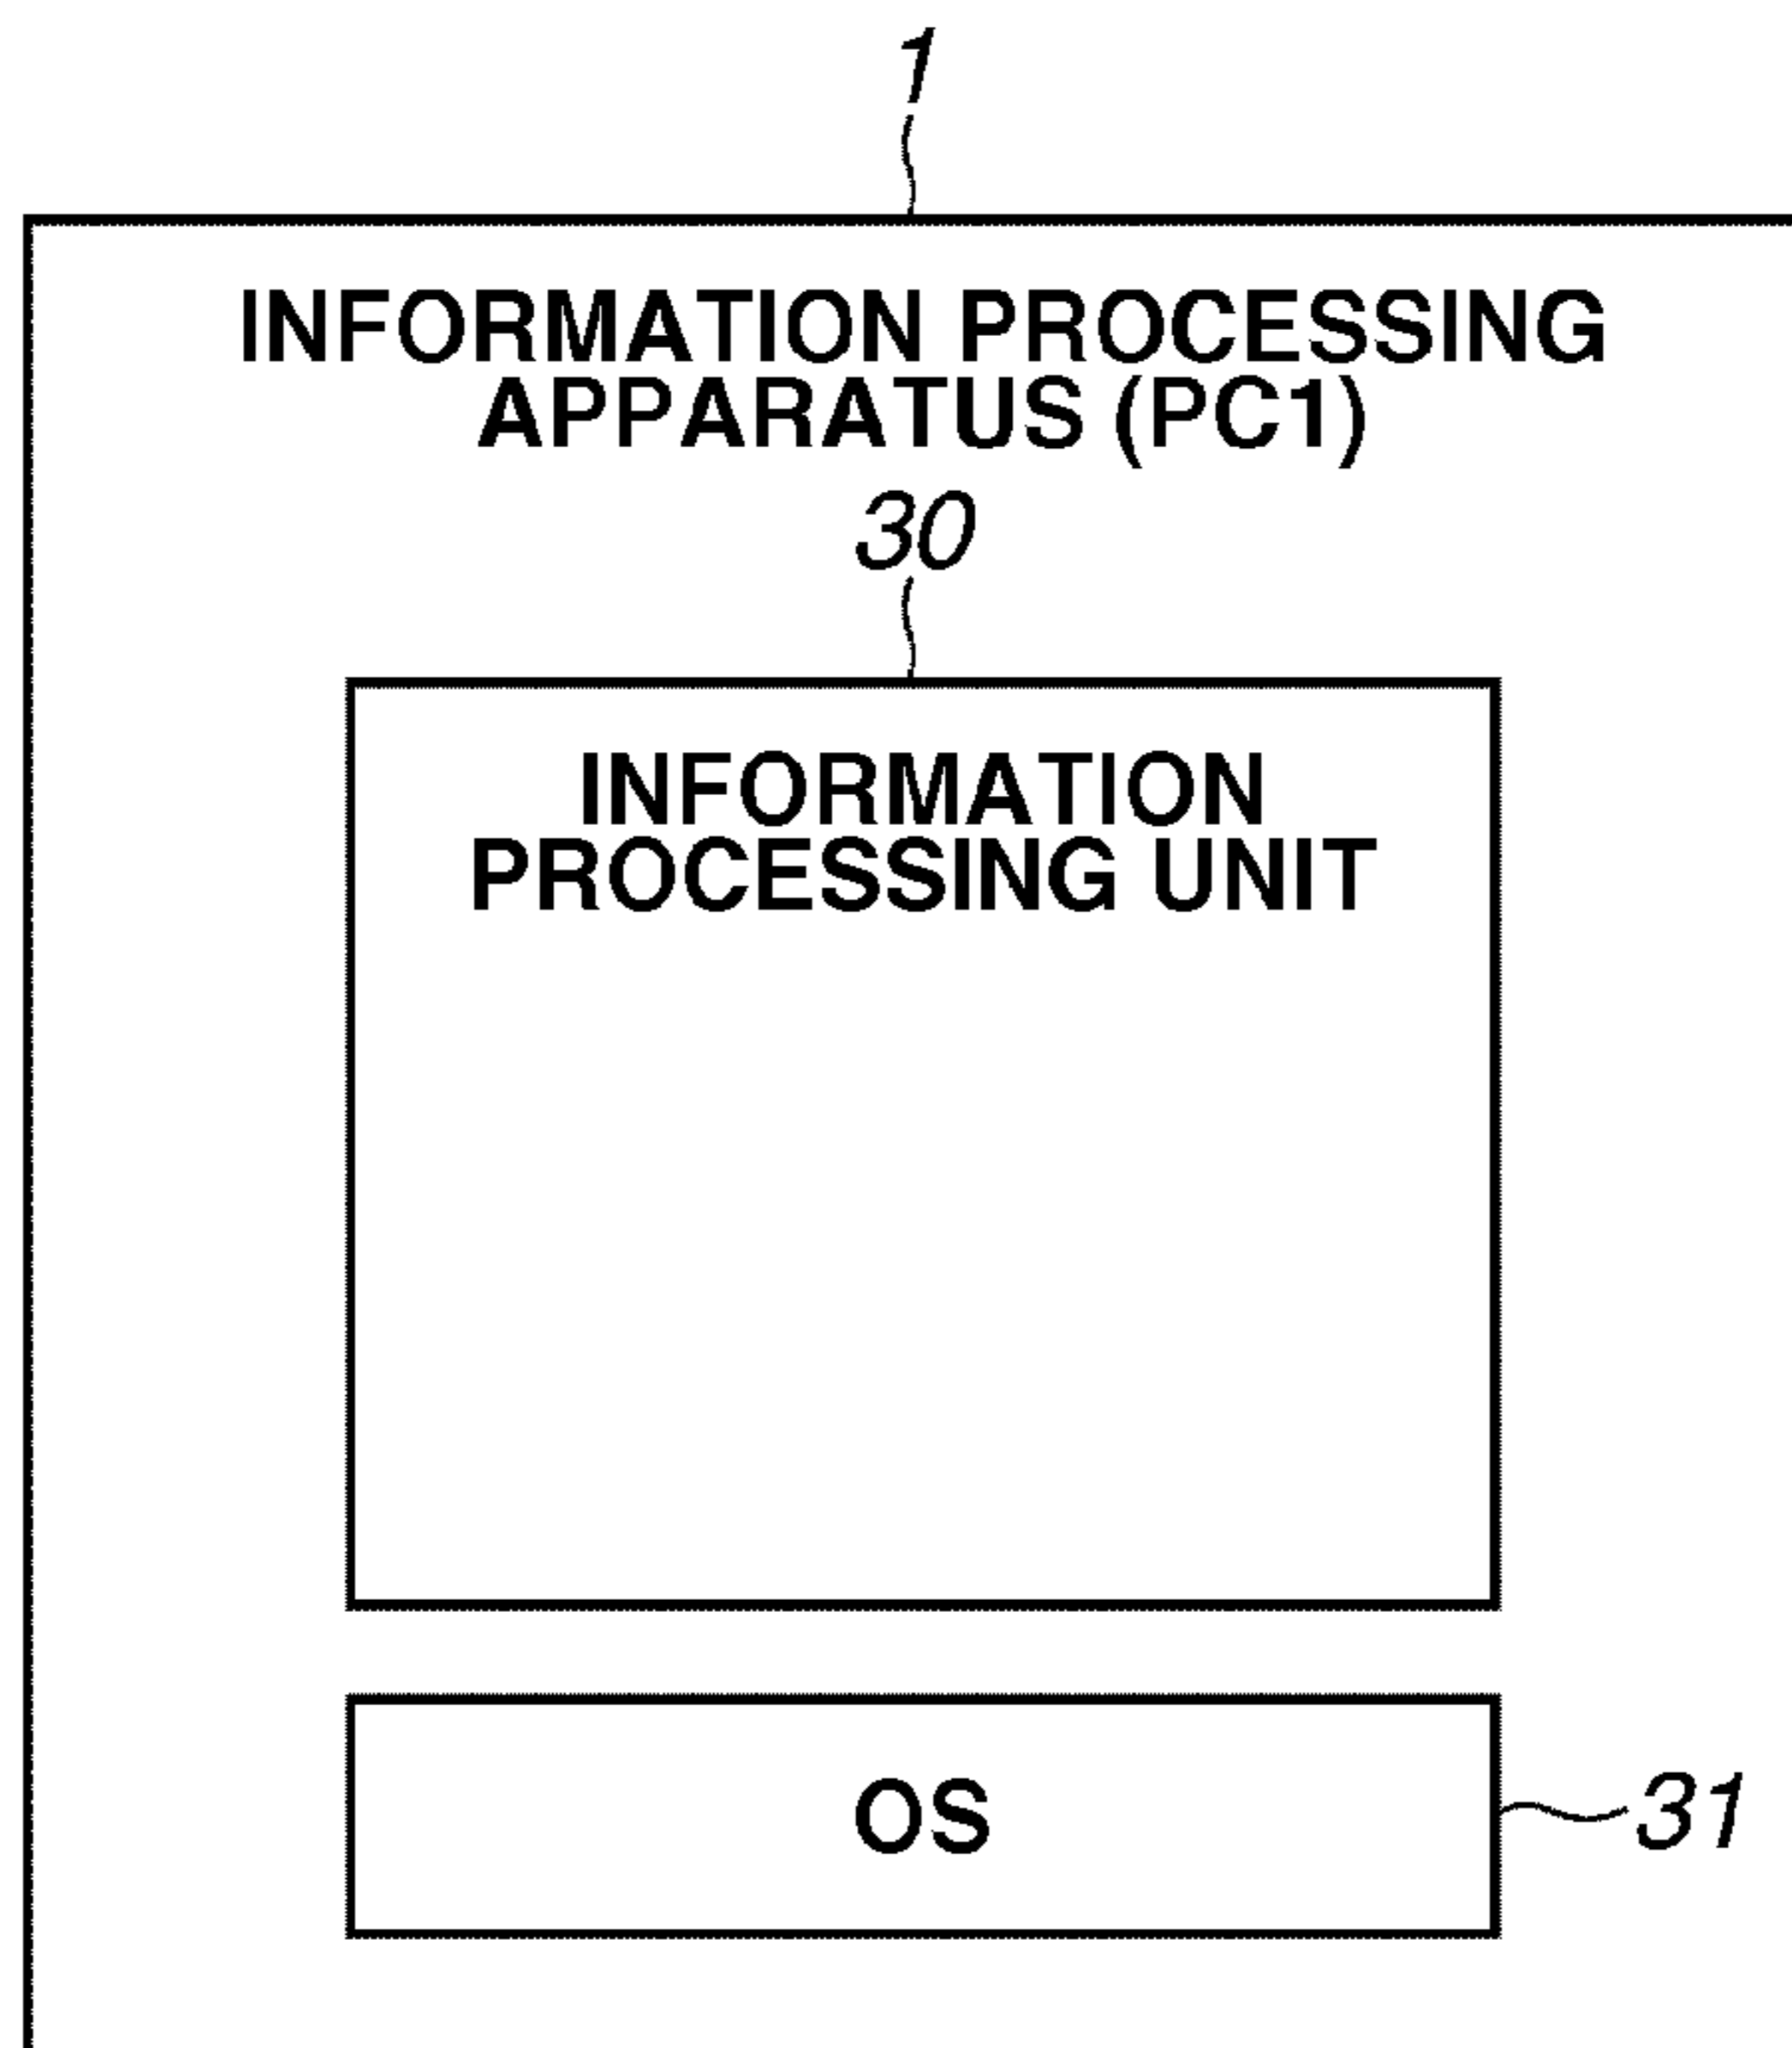 1
INFORMATION PROCESSING
APPARATUS (PC1)
30
INFORMATION
PROCESSING UNIT
OS
31